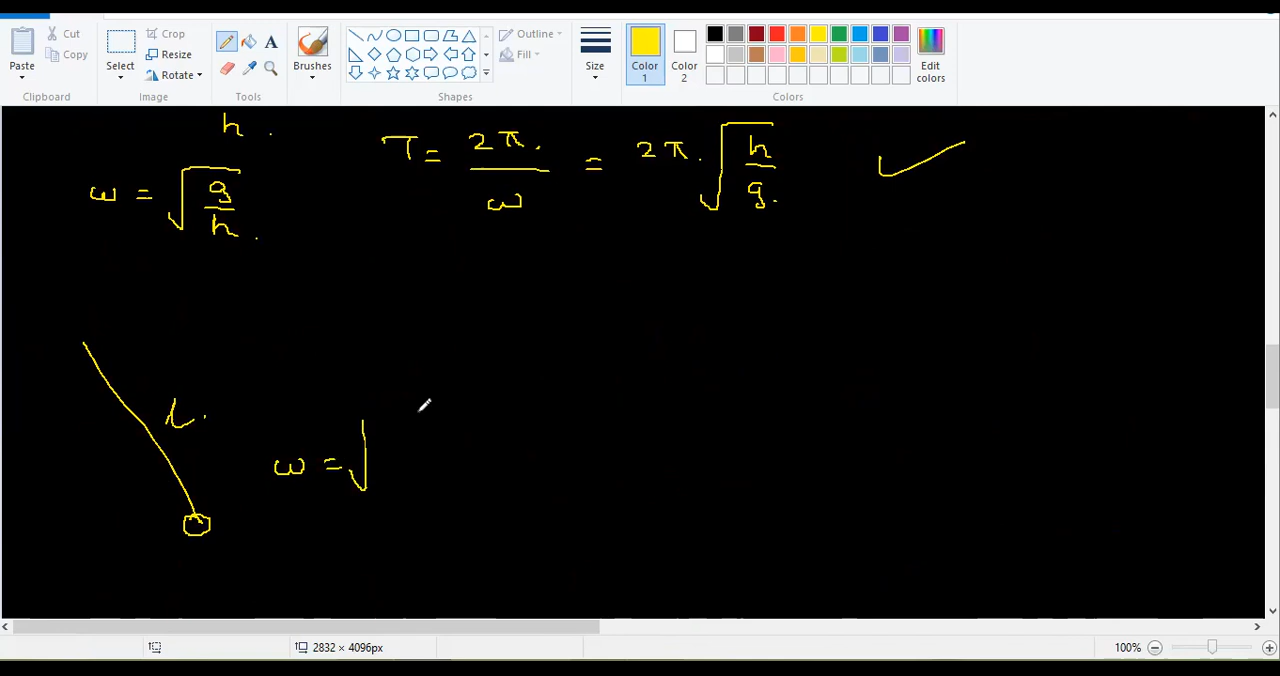 Cut
Copy
Paste
Clipboard
Select
Crop
Resize
Rotate
Image
A
Tools
Brushes
Outline
Fill
Shapes
Size
Color 1
Color 2
Edit colors
Colors
h .
ω = √(g/h) .
T = 2π. / ω = 2π . √(h/g.)
l .
ω = √
2832 × 4096px
100%